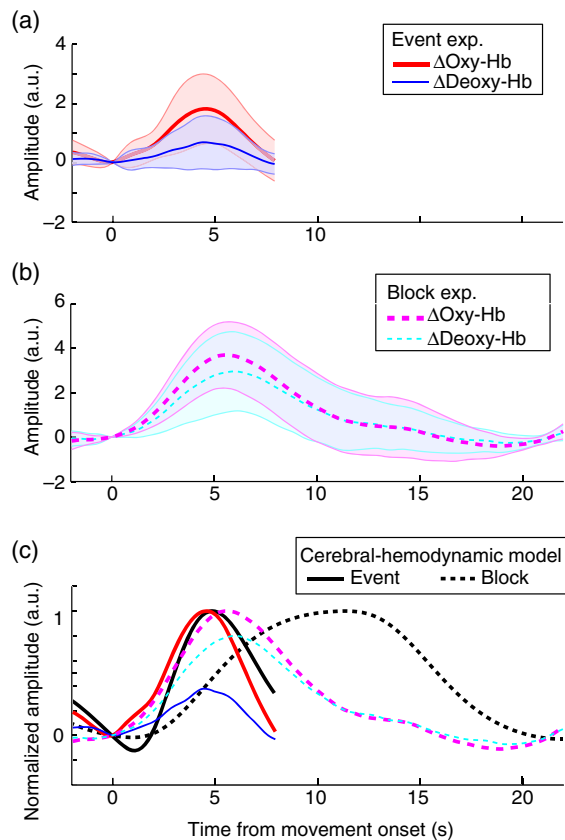 (a)
Event exp.
ΔOxy-Hb
ΔDeoxy-Hb
Amplitude (a.u.)
4
2
0
–2
0 5 10 15 20
(b)
Block exp.
ΔOxy-Hb
ΔDeoxy-Hb
Amplitude (a.u.)
6
4
2
0
–2
0 5 10 15 20
(c)
Cerebral-hemodynamic model
Event Block
Normalized amplitude (a.u.)
1
0
0 5 10 15 20
Time from movement onset (s)